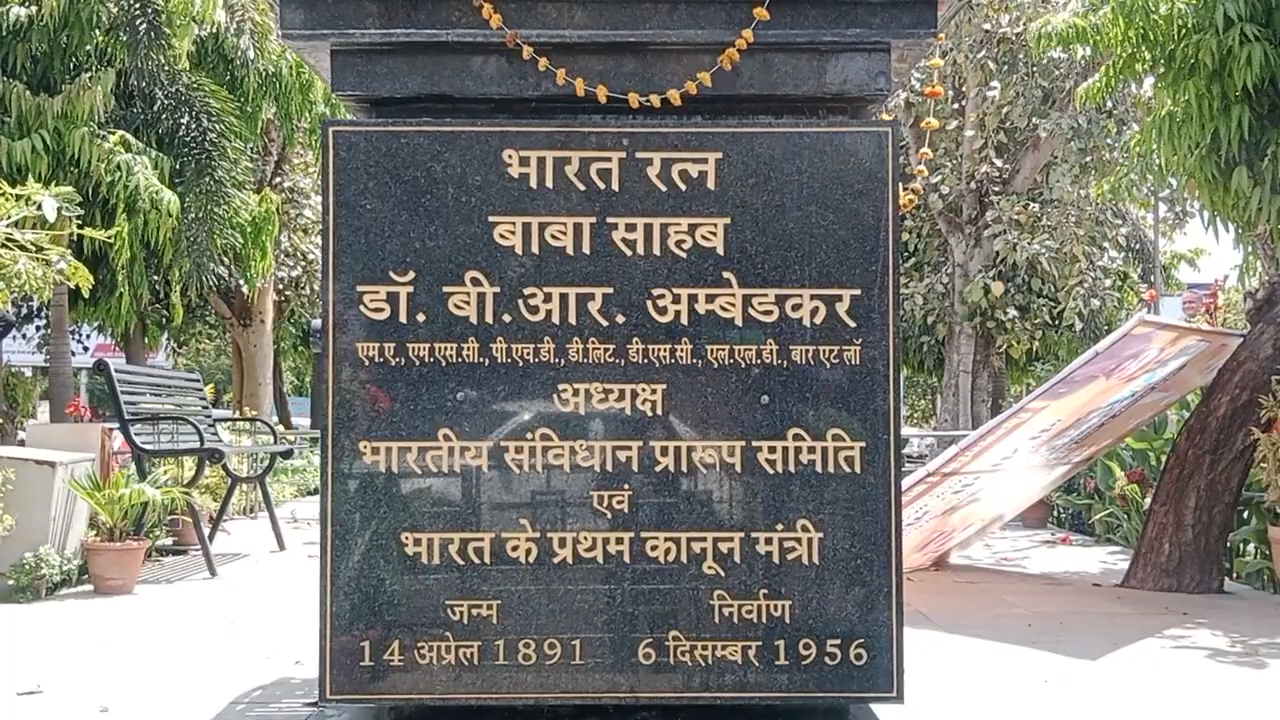 भारत रत्न
बाबा साहब
डॉ. बी.आर. अम्बेडकर
एम.ए., एम.एस.सी., पी.एच.डी., डी.लिट., डी.एस.सी., एल.एल.डी., बार एट लॉ
अध्यक्ष
भारतीय संविधान प्रारूप समिति
एवं
भारत के प्रथम कानून मंत्री
जन्म निर्वाण
14 अप्रेल 1891 6 दिसम्बर 1956